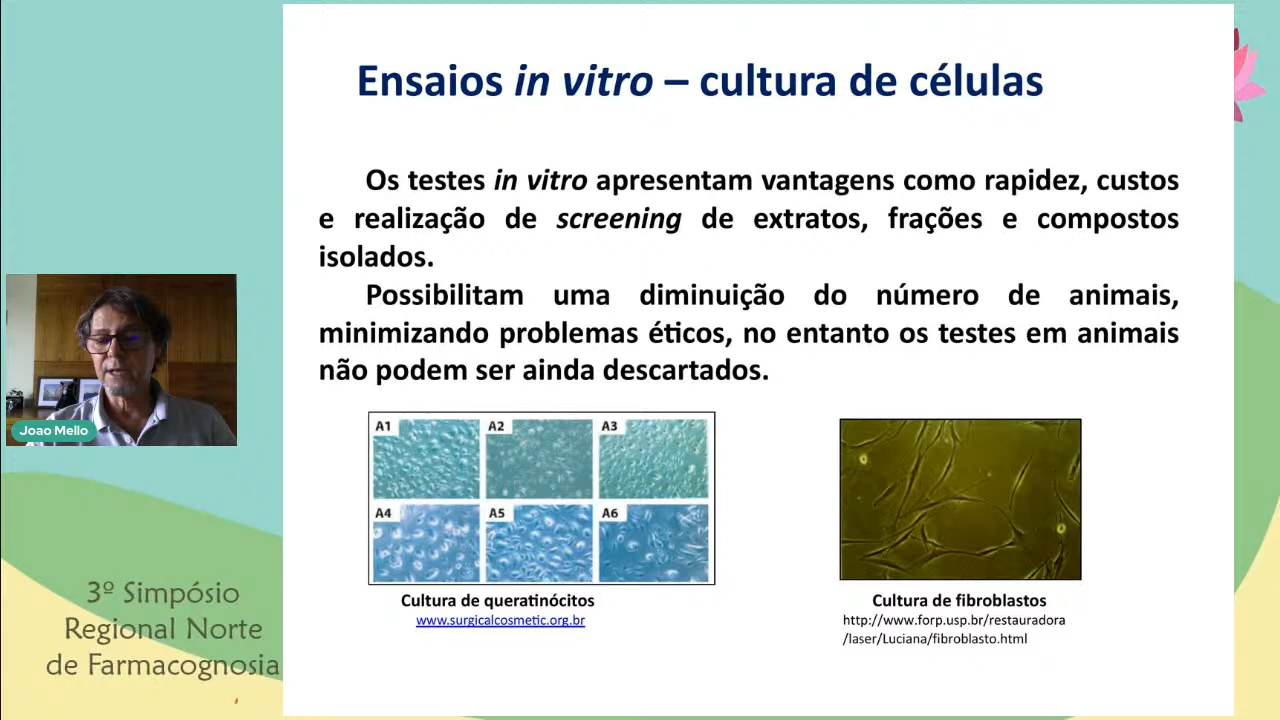 Ensaios in vitro – cultura de células
Os testes in vitro apresentam vantagens como rapidez, custos
e realização de screening de extratos, frações e compostos
isolados.
Possibilitam uma diminuição do número de animais,
minimizando problemas éticos, no entanto os testes em animais
não podem ser ainda descartados.
Joao Mello
A1 A2 A3
A4 A5 A6
Cultura de queratinócitos
www.surgicalcosmetic.org.br
Cultura de fibroblastos
http://www.forp.usp.br/restauradora
/laser/Luciana/fibroblasto.html
3º Simpósio
Regional Norte
de Farmacognosia